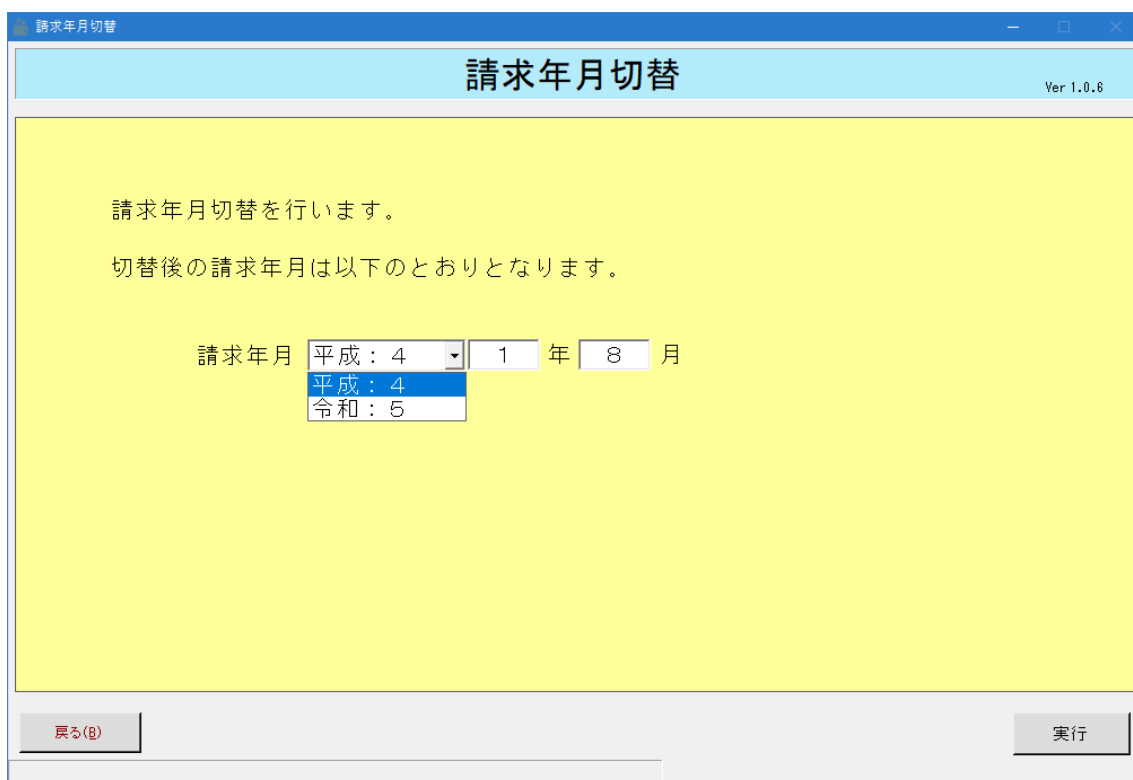 請求年月切替
請求年月切替
Ver 1.0.6
請求年月切替を行います。
切替後の請求年月は以下のとおりとなります。
請求年月 平成：４ １ 年 ８ 月
平成：４
令和：５
戻る(B)
実行